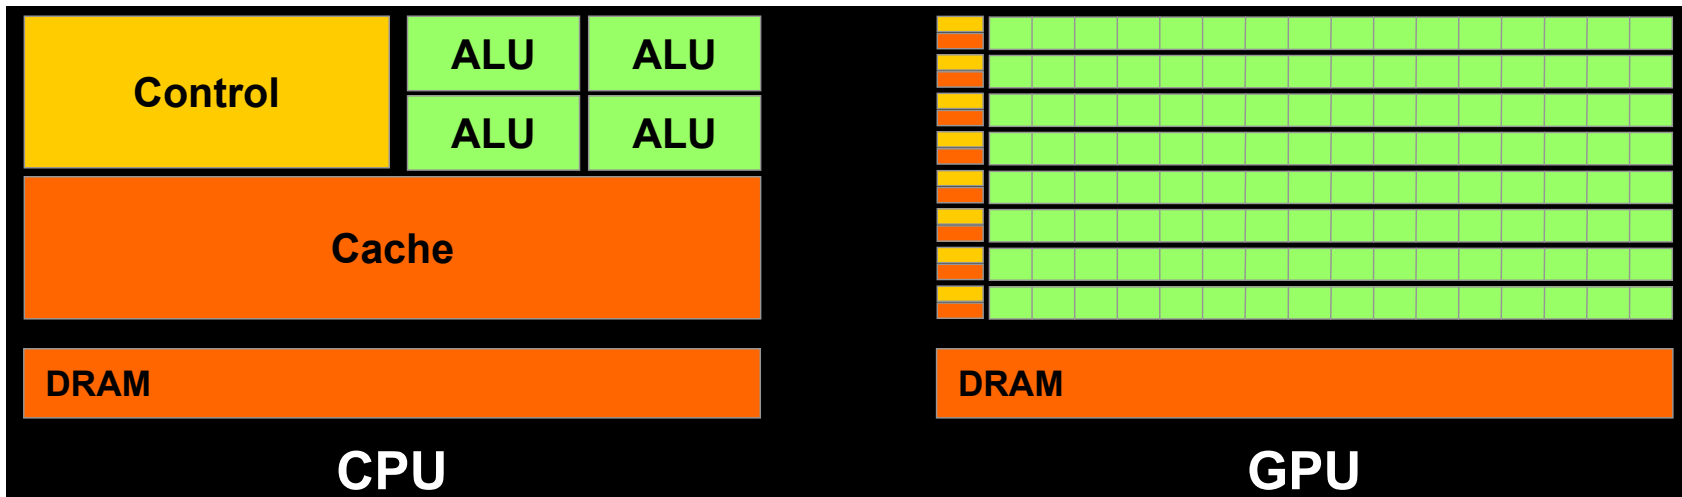 Control
ALU ALU
ALU ALU
Cache
DRAM
CPU
DRAM
GPU